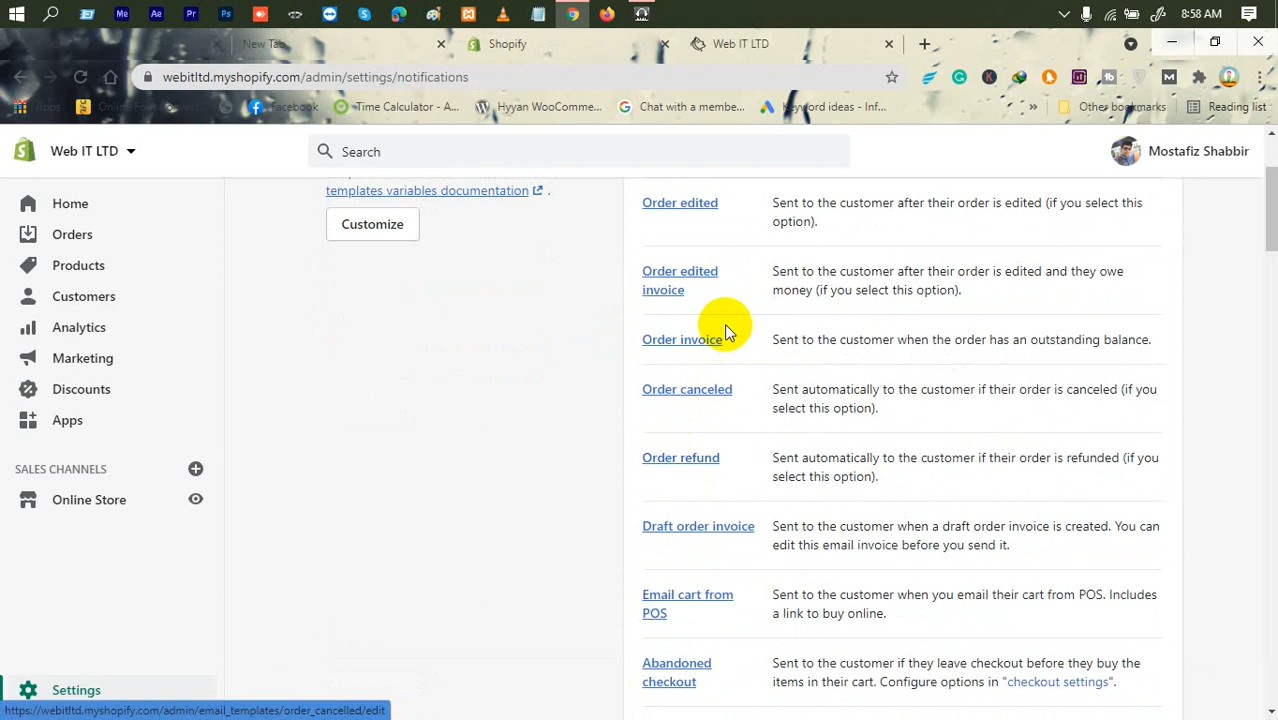 8:58 AM
New Tab
Shopify
Web IT LTD
webitltd.myshopify.com/admin/settings/notifications
Apps
Facebook
Time Calculator - A...
Hyyan WooComme...
Chat with a membe...
Keyword ideas - Inf...
Other bookmarks
Reading list
Web IT LTD
Search
Mostafiz Shabbir
Home
Orders
Products
Customers
Analytics
Marketing
Discounts
Apps
SALES CHANNELS
Online Store
Settings
templates variables documentation .
Customize
Order edited
Sent to the customer after their order is edited (if you select this
option).
Order edited
invoice
Sent to the customer after their order is edited and they owe
money (if you select this option).
Order invoice
Sent to the customer when the order has an outstanding balance.
Order canceled
Sent automatically to the customer if their order is canceled (if you
select this option).
Order refund
Sent automatically to the customer if their order is refunded (if you
select this option).
Draft order invoice
Sent to the customer when a draft order invoice is created. You can
edit this email invoice before you send it.
Email cart from
POS
Sent to the customer when you email their cart from POS. Includes
a link to buy online.
Abandoned
checkout
Sent to the customer if they leave checkout before they buy the
items in their cart. Configure options in "checkout settings".
https://webitltd.myshopify.com/admin/email_templates/order_cancelled/edit